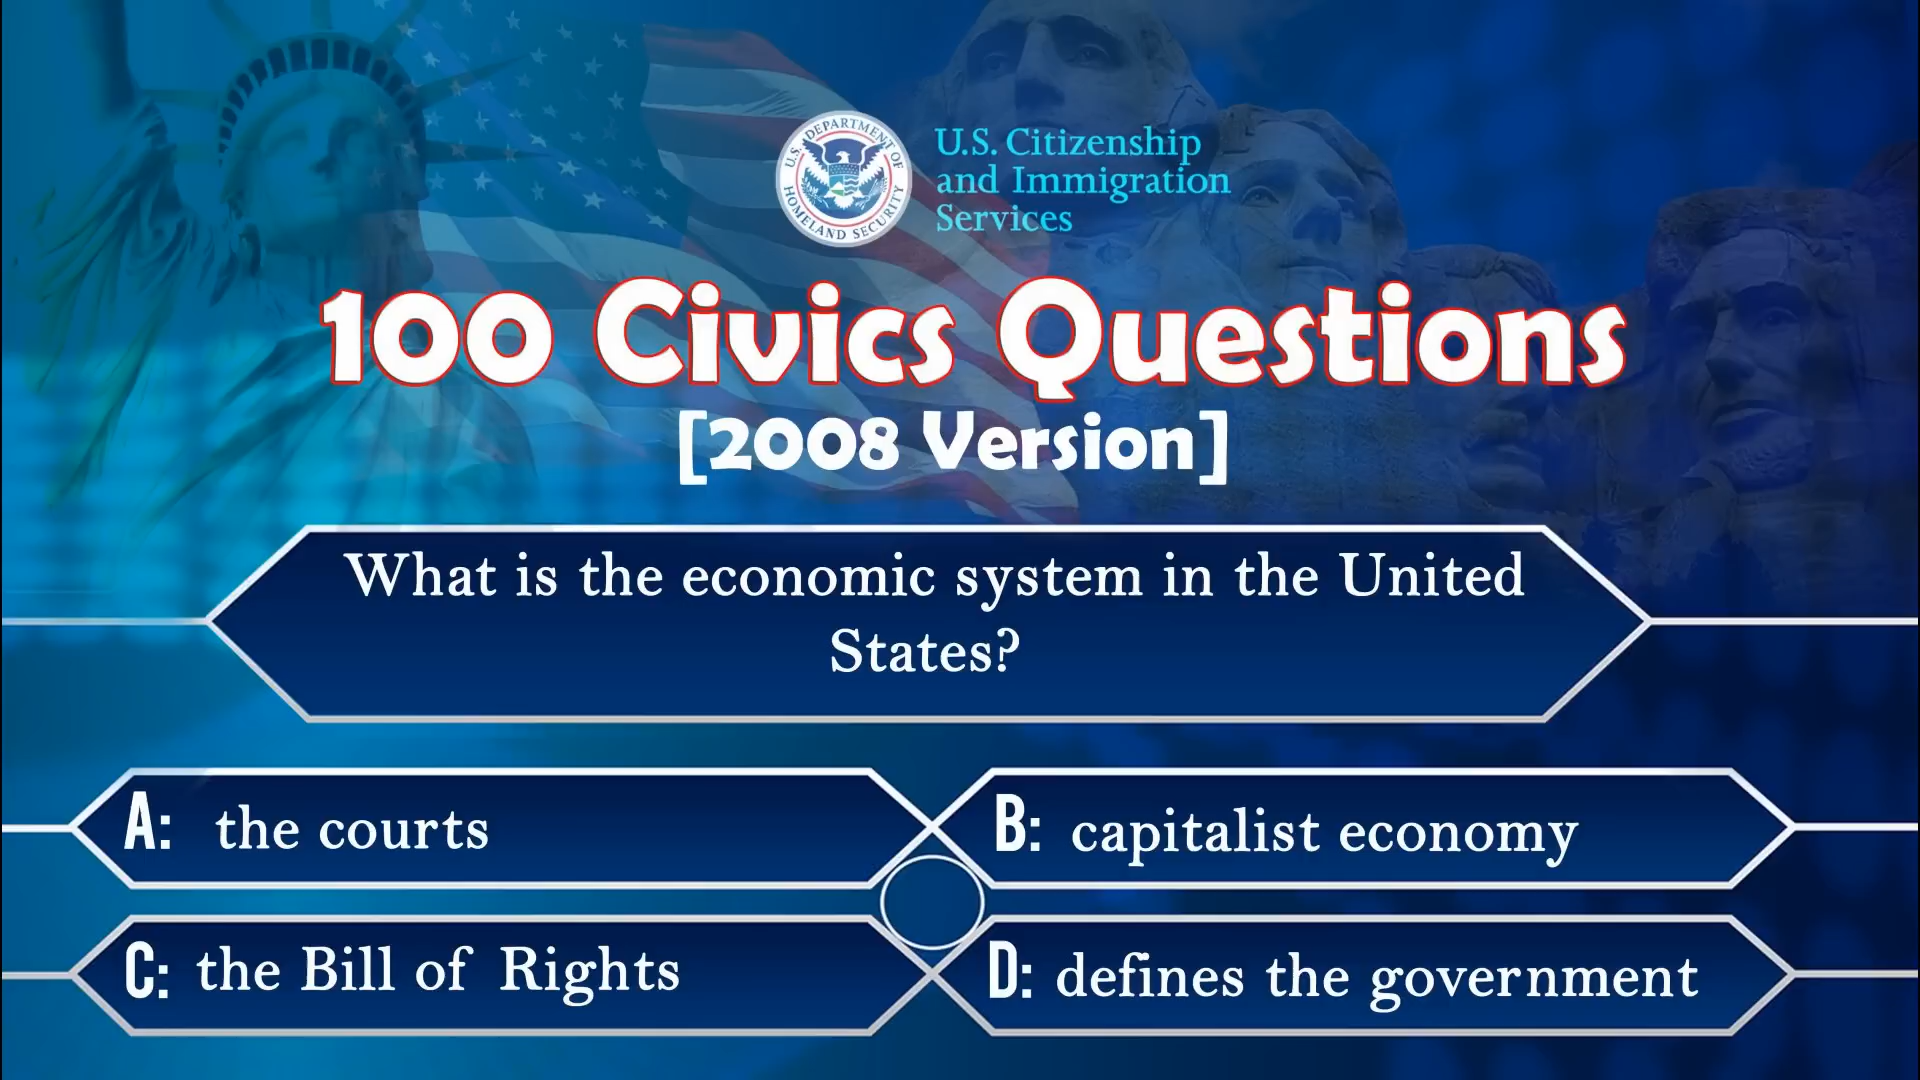 U.S. DEPARTMENT OF
HOMELAND SECURITY
U.S. Citizenship
and Immigration
Services
100 Civics Questions
[2008 Version]
What is the economic system in the United
States?
A: the courts
B: capitalist economy
C: the Bill of Rights
D: defines the government